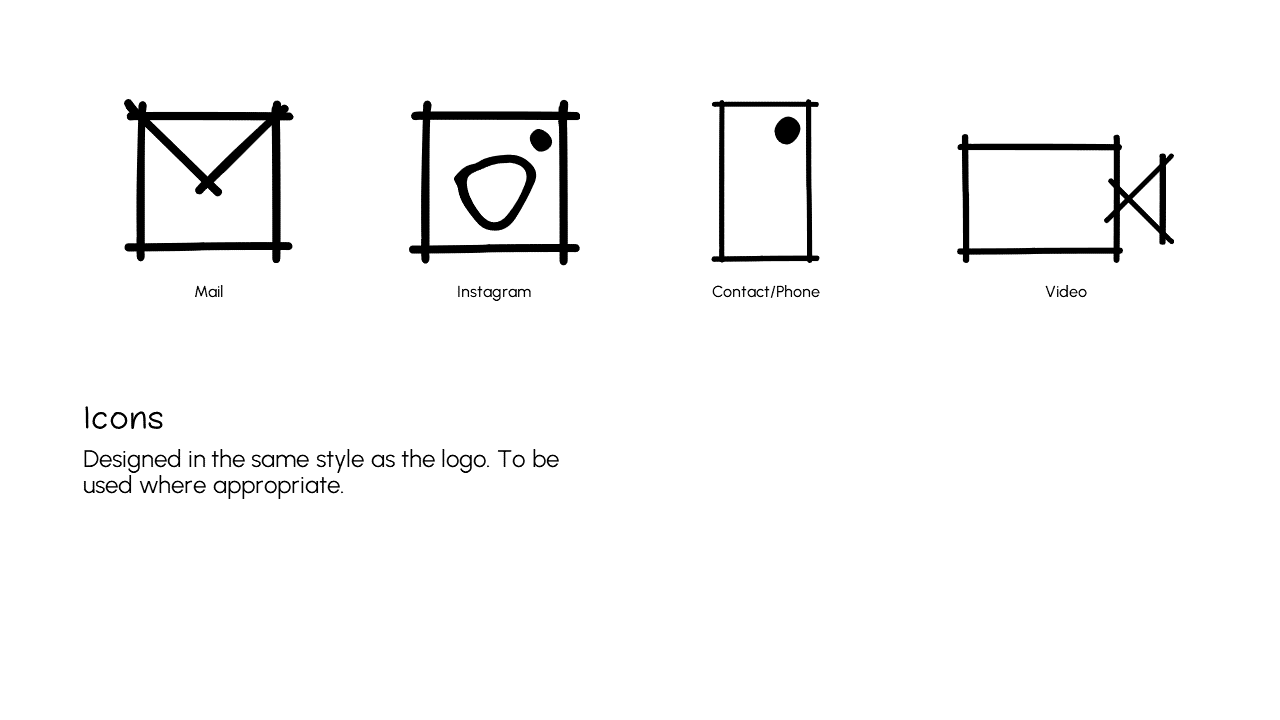 Mail
Instagram
Contact/Phone
Video
Icons
Designed in the same style as the logo. To be
used where appropriate.